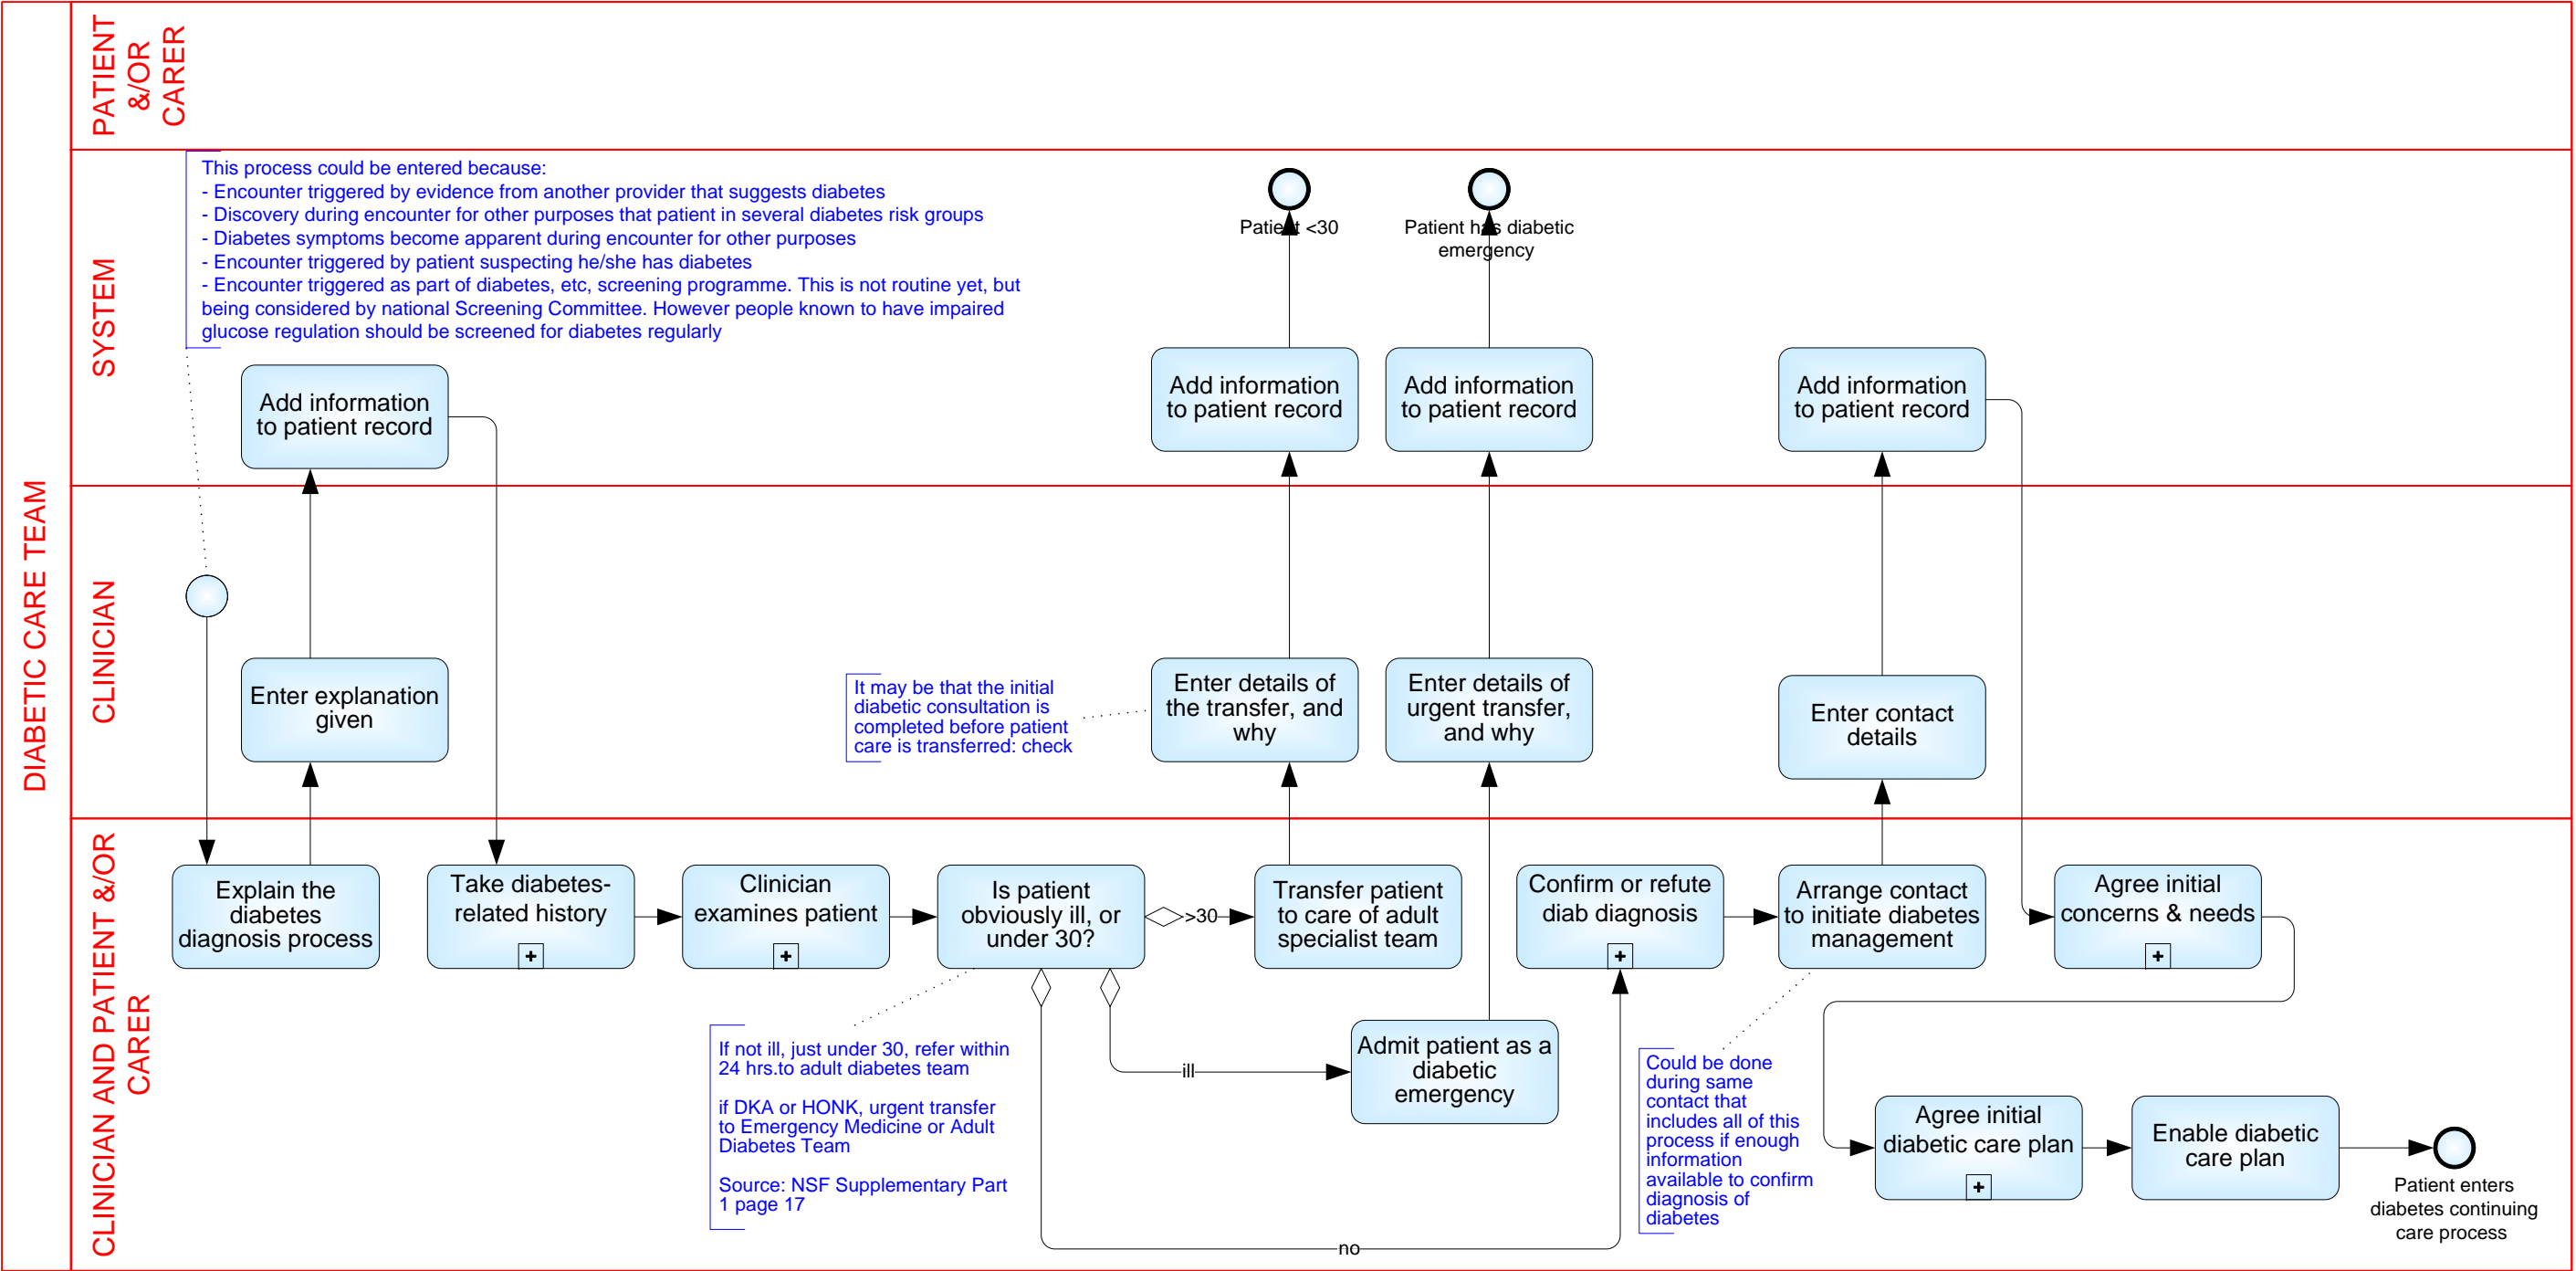 DIABETIC CARE TEAM
PATIENT
&/OR
CARER
SYSTEM
This process could be entered because:
- Encounter triggered by evidence from another provider that suggests diabetes
- Discovery during encounter for other purposes that patient in several diabetes risk groups
- Diabetes symptoms become apparent during encounter for other purposes
- Encounter triggered by patient suspecting he/she has diabetes
- Encounter triggered as part of diabetes, etc, screening programme. This is not routine yet, but
being considered by national Screening Committee. However people known to have impaired
glucose regulation should be screened for diabetes regularly
Patient <30
Patient has diabetic
emergency
Add information
to patient record
Add information
to patient record
Add information
to patient record
Add information
to patient record
CLINICIAN
Enter explanation
given
It may be that the initial
diabetic consultation is
completed before patient
care is transferred: check
Enter details of
the transfer, and
why
Enter details of
urgent transfer,
and why
Enter contact
details
CLINICIAN AND PATIENT &/OR
CARER
Explain the
diabetes
diagnosis process
Take diabetes-
related history
Clinician
examines patient
Is patient
obviously ill, or
under 30?
>30
Transfer patient
to care of adult
specialist team
Confirm or refute
diab diagnosis
Arrange contact
to initiate diabetes
management
Agree initial
concerns & needs
If not ill, just under 30, refer within
24 hrs.to adult diabetes team
if DKA or HONK, urgent transfer
to Emergency Medicine or Adult
Diabetes Team
Source: NSF Supplementary Part
1 page 17
ill
Admit patient as a
diabetic
emergency
no
Could be done
during same
contact that
includes all of this
process if enough
information
available to confirm
diagnosis of
diabetes
Agree initial
diabetic care plan
Enable diabetic
care plan
Patient enters
diabetes continuing
care process